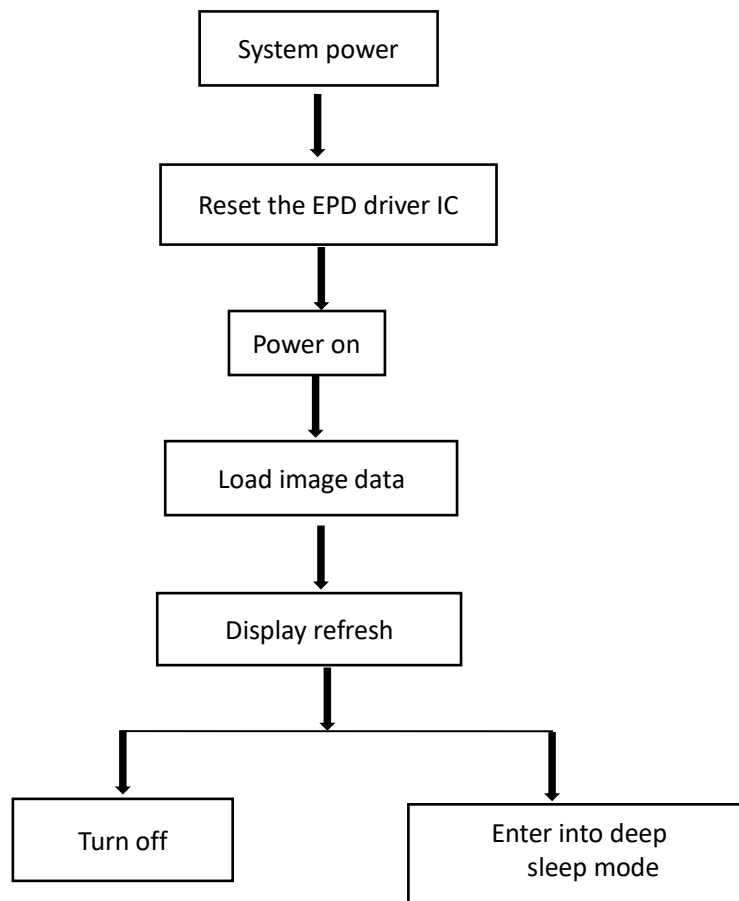 System power
Reset the EPD driver IC
Power on
Load image data
Display refresh
Turn off
Enter into deep
sleep mode